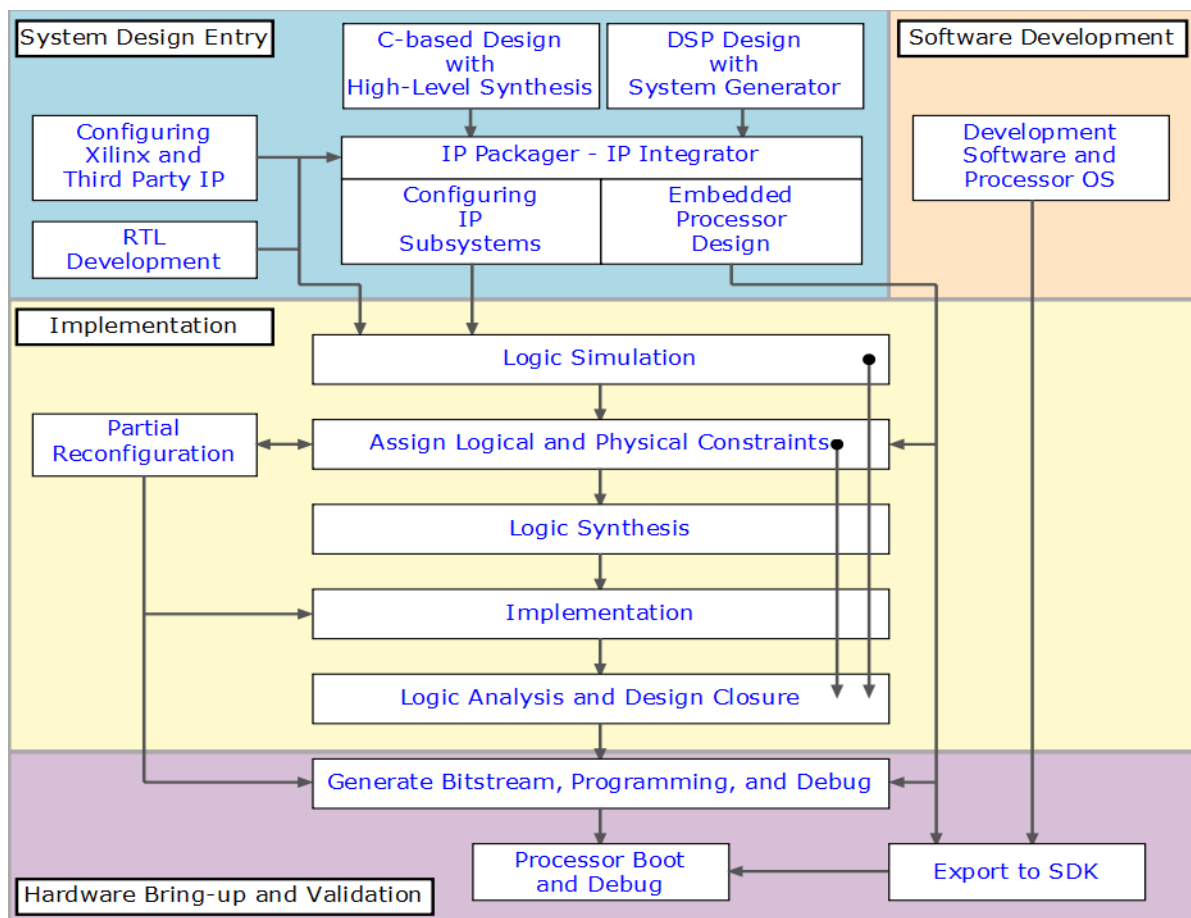 System Design Entry
C-based Design
with
High-Level Synthesis
DSP Design
with
System Generator
Software Development
Configuring
Xilinx and
Third Party IP
IP Packager - IP Integrator
Development
Software and
Processor OS
Configuring
IP
Subsystems
Embedded
Processor
Design
RTL
Development
Implementation
Logic Simulation
Partial
Reconfiguration
Assign Logical and Physical Constraints
Logic Synthesis
Implementation
Logic Analysis and Design Closure
Generate Bitstream, Programming, and Debug
Processor Boot
and Debug
Export to SDK
Hardware Bring-up and Validation